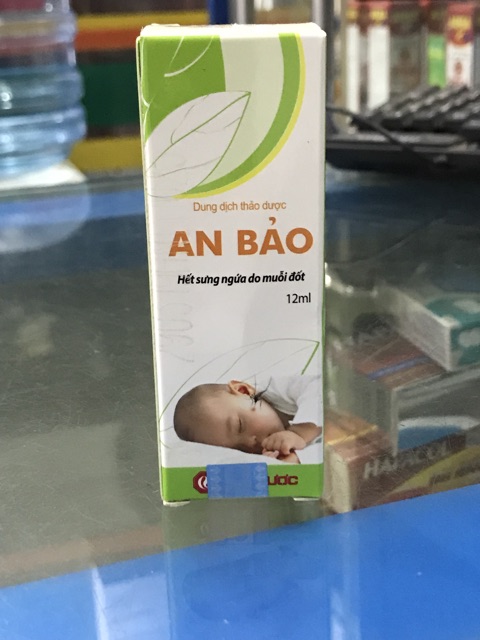 Dung dịch thảo dược
AN BẢO
Hết sưng ngứa do muỗi đốt
12ml
HAPACOL